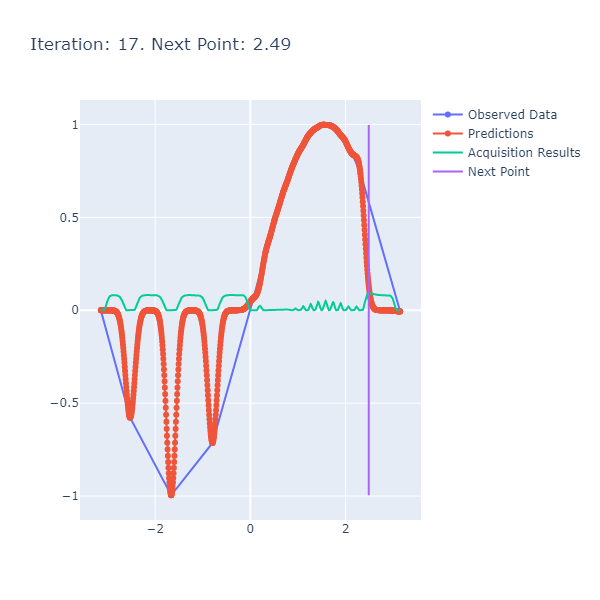 Iteration: 17. Next Point: 2.49
Observed Data
Predictions
Acquisition Results
Next Point
1
0.5
0
−0.5
−1
−2
0
2